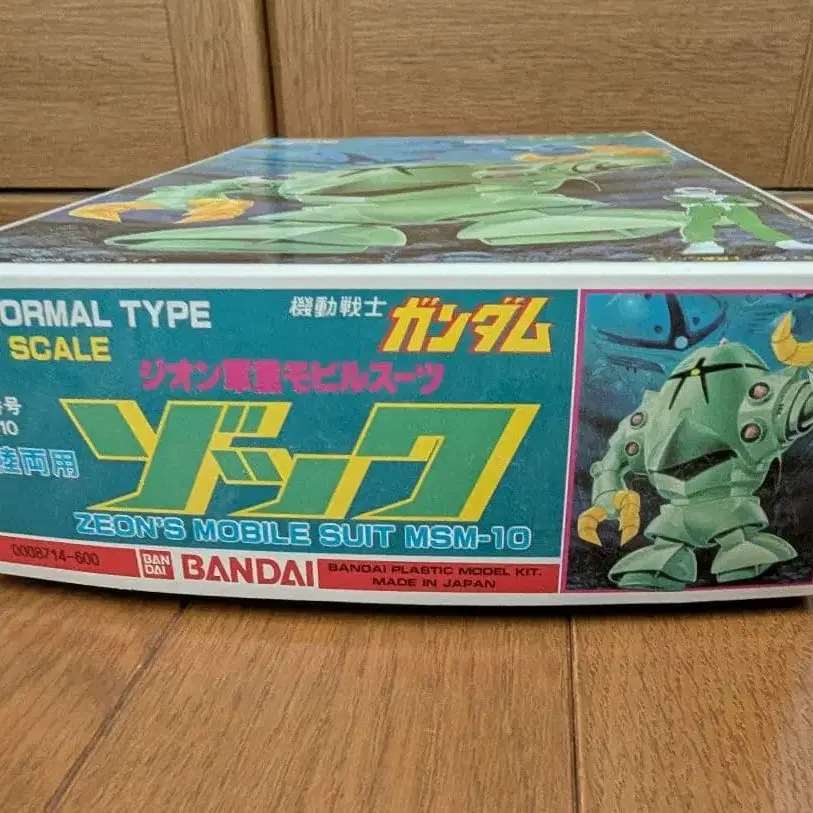 ORMAL TYPE
SCALE
機動戦士 ガンダム
ジオン軍重モビルスーツ
号
10
陸両用
ゾック
ZEON'S MOBILE SUIT MSM-10
0008714-600
BAN
DAI
BANDAI
BANDAI PLASTIC MODEL KIT.
MADE IN JAPAN